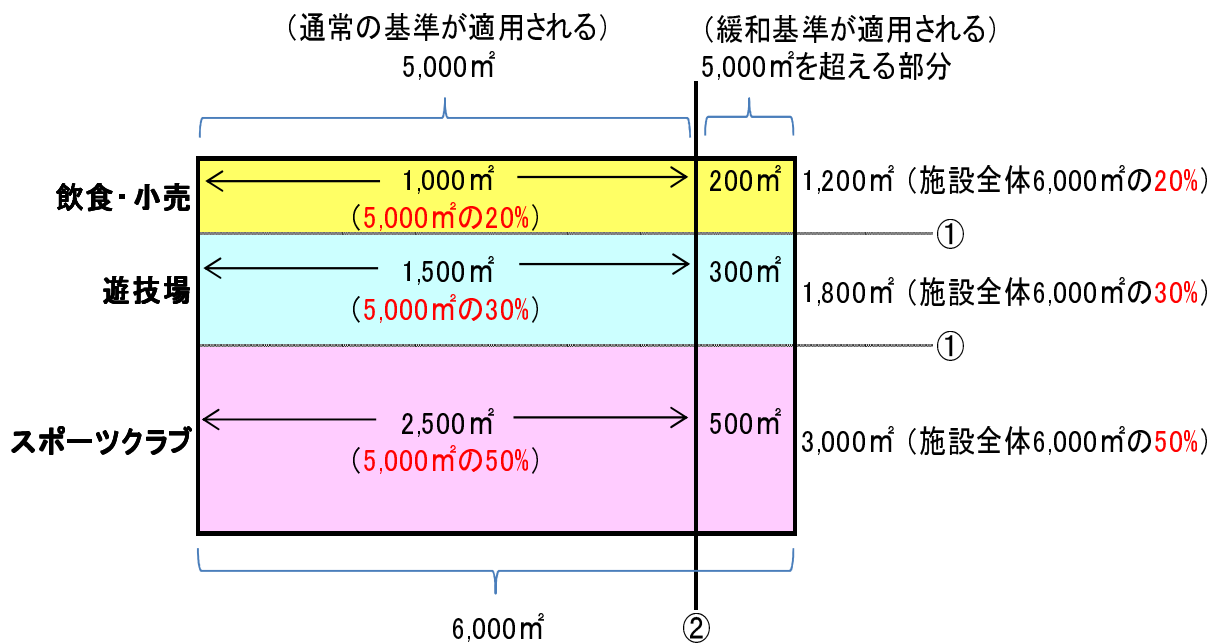 （通常の基準が適用される）
5,000㎡
（緩和基準が適用される）
5,000㎡を超える部分
飲食・小売
1,000㎡
（5,000㎡の20%）
200㎡
1,200㎡（施設全体6,000㎡の20%）
①
遊技場
1,500㎡
（5,000㎡の30%）
300㎡
1,800㎡（施設全体6,000㎡の30%）
①
スポーツクラブ
2,500㎡
（5,000㎡の50%）
500㎡
3,000㎡（施設全体6,000㎡の50%）
6,000㎡
②